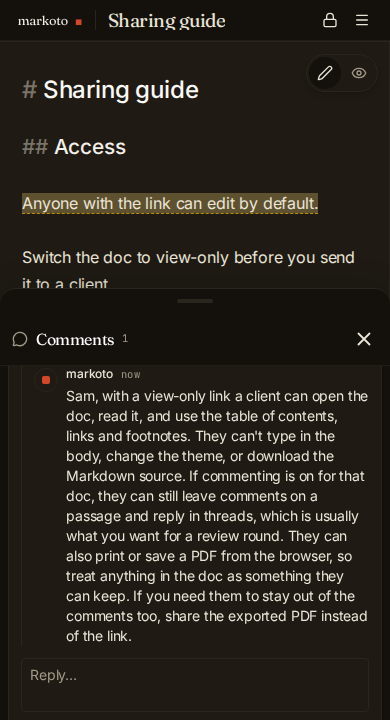 markoto
Sharing guide
# Sharing guide
## Access
Anyone with the link can edit by default.
Switch the doc to view-only before you send
it to a client
Comments 1
markoto now
Sam, with a view-only link a client can open the
doc, read it, and use the table of contents,
links and footnotes. They can't type in the
body, change the theme, or download the
Markdown source. If commenting is on for that
doc, they can still leave comments on a
passage and reply in threads, which is usually
what you want for a review round. They can
also print or save a PDF from the browser, so
treat anything in the doc as something they
can keep. If you need them to stay out of the
comments too, share the exported PDF instead
of the link.
Reply...